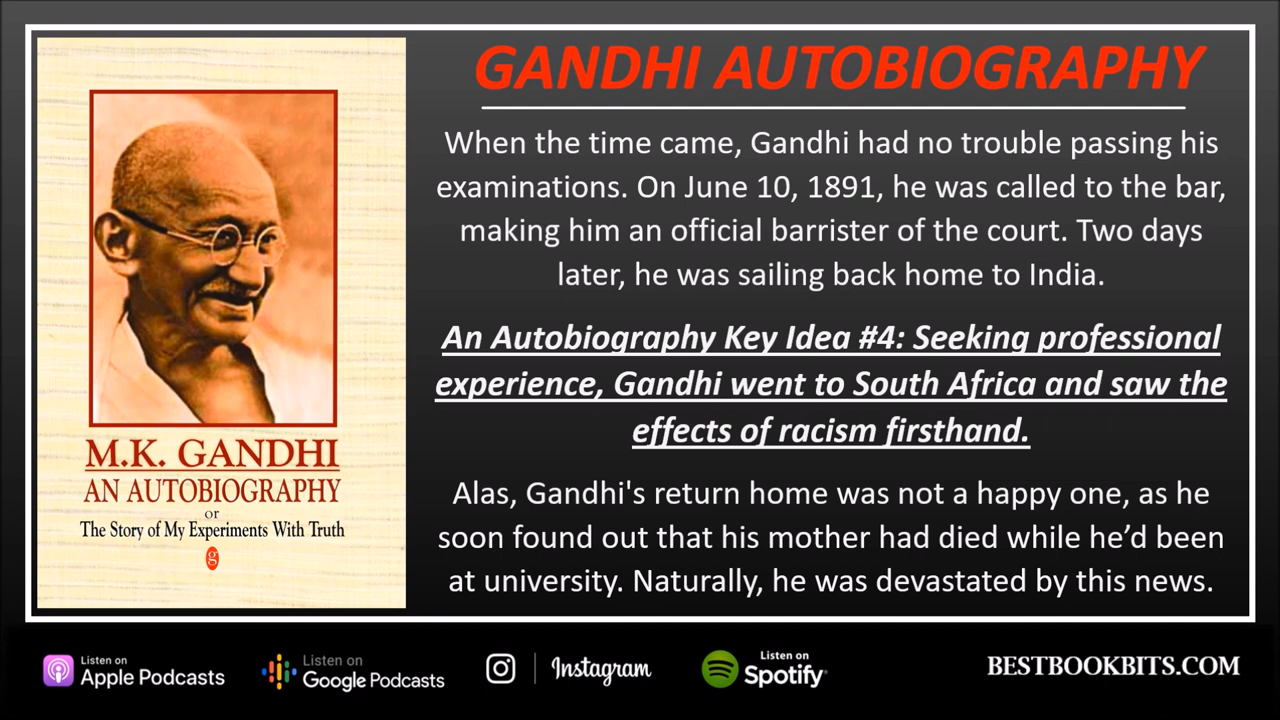 GANDHI AUTOBIOGRAPHY
When the time came, Gandhi had no trouble passing his
examinations. On June 10, 1891, he was called to the bar,
making him an official barrister of the court. Two days
later, he was sailing back home to India.
An Autobiography Key Idea #4: Seeking professional
experience, Gandhi went to South Africa and saw the
effects of racism firsthand.
Alas, Gandhi's return home was not a happy one, as he
soon found out that his mother had died while he’d been
at university. Naturally, he was devastated by this news.
M.K. GANDHI
AN AUTOBIOGRAPHY
or
The Story of My Experiments With Truth
g
Listen on
Apple Podcasts
Listen on
Google Podcasts
Instagram
Listen on
Spotify
BESTBOOKBITS.COM